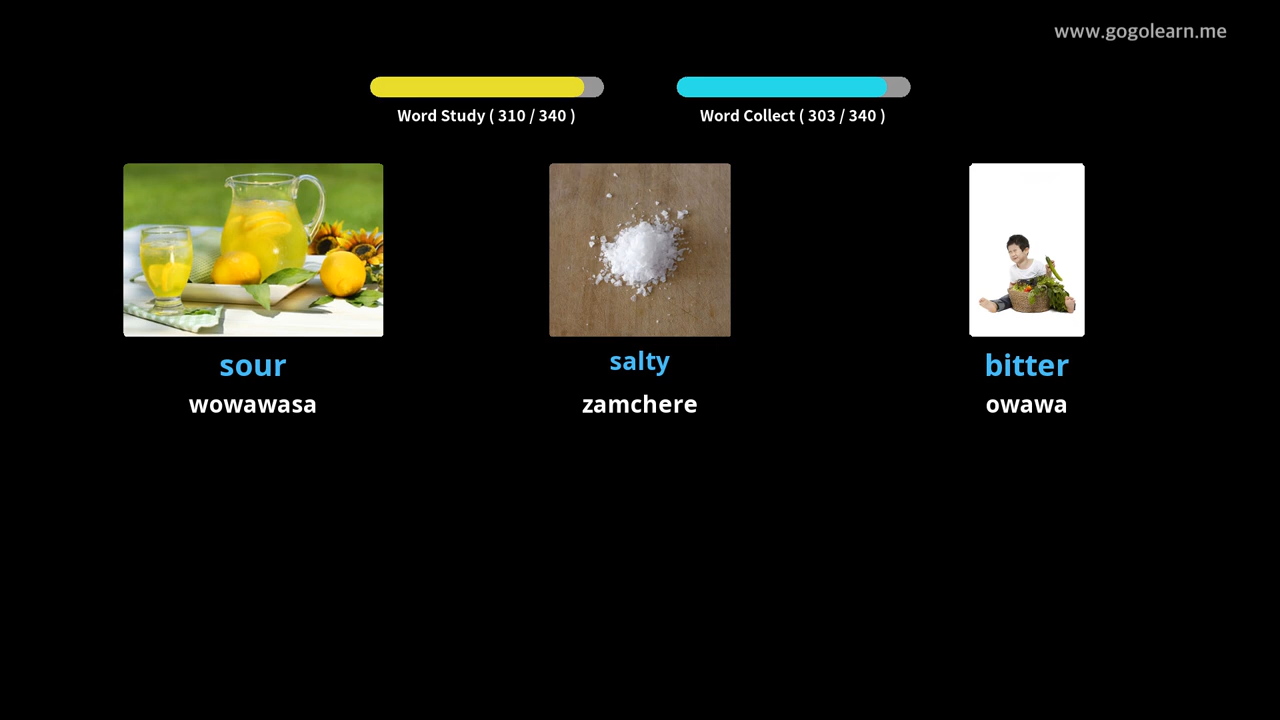 www.gogolearn.me
Word Study ( 310 / 340 )
Word Collect ( 303 / 340 )
sour
salty
bitter
wowawasa
zamchere
owawa